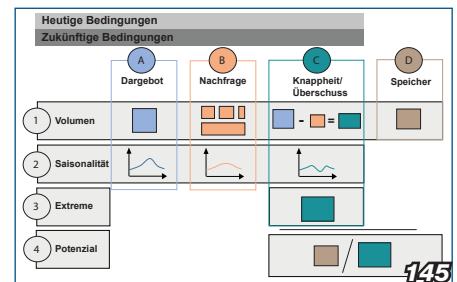 Heutige Bedingungen
Zukünftige Bedingungen
A
B
C
D
Dargebot
Nachfrage
Knappheit/
Überschuss
Speicher
1 Volumen
- =
2 Saisonalität
3 Extreme
4 Potenzial
/
145